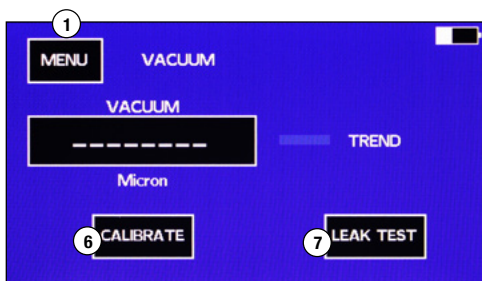 1
MENU VACUUM
VACUUM
--------
TREND
Micron
6 CALIBRATE 7 LEAK TEST